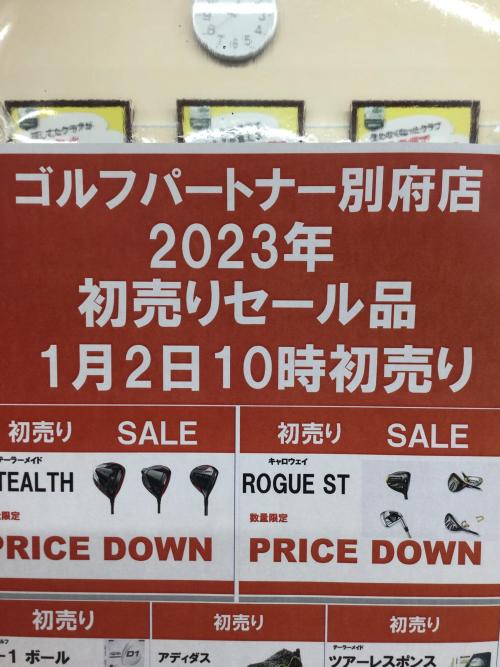 ゴルフパートナー別府店
2023年
初売りセール品
1月2日10時初売り
初売り SALE
テーラーメイド
TEALTH
限定
PRICE DOWN
初売り SALE
キャロウェイ
ROGUE ST
数量限定
PRICE DOWN
初売り
-1 ボール
D1
初売り
アディダス
初売り
テーラーメイド
ツアーレスポンス